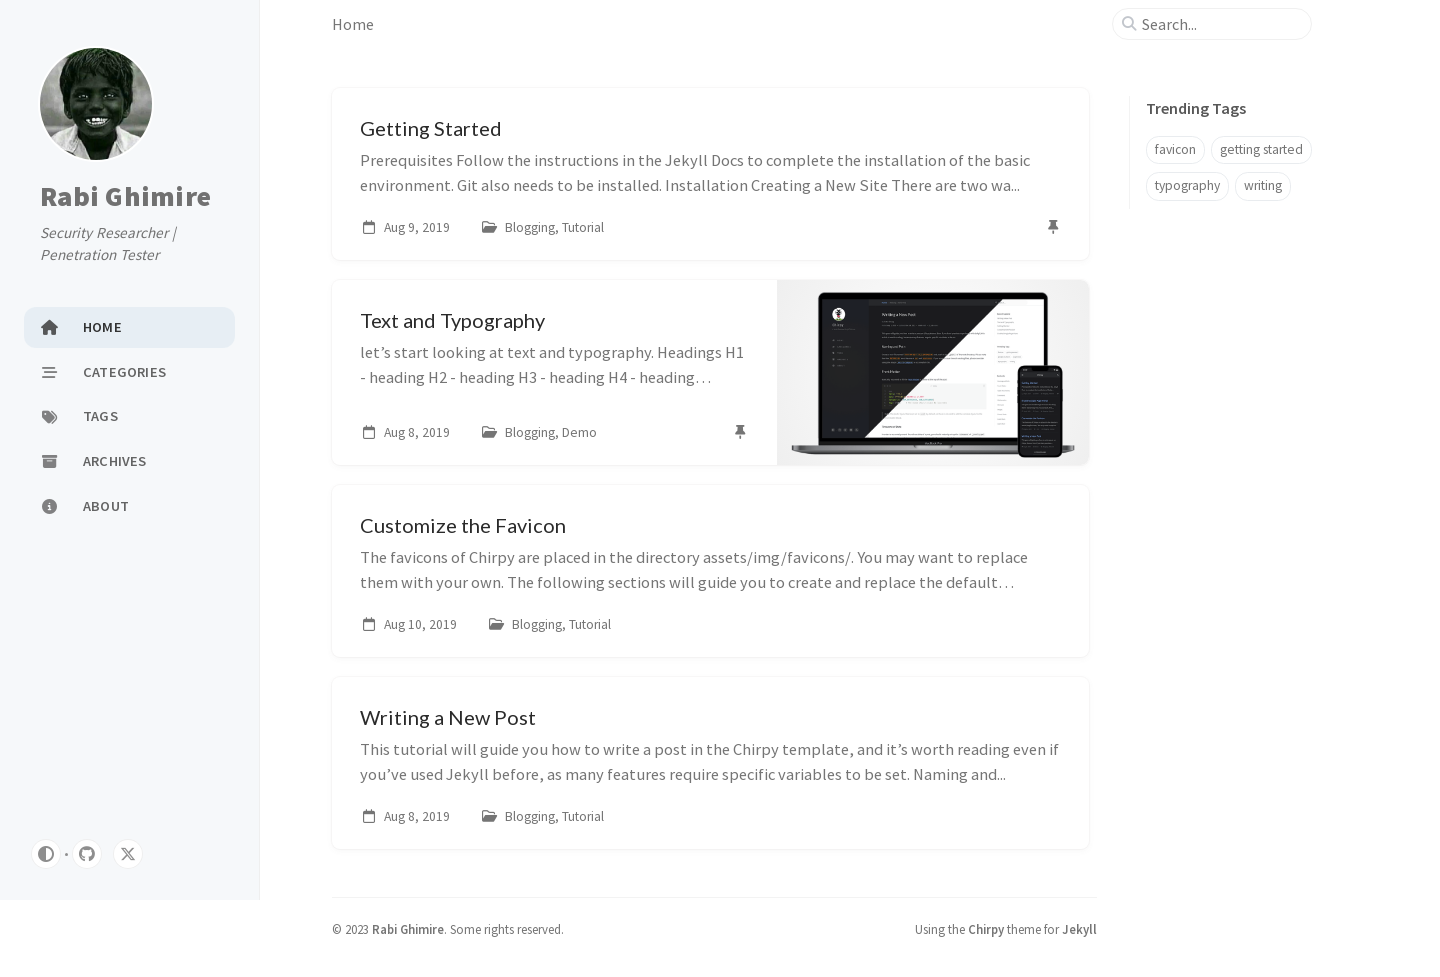 Rabi Ghimire
Security Researcher |
Penetration Tester
HOME
CATEGORIES
TAGS
ARCHIVES
ABOUT
Home
Search...
Getting Started
Prerequisites Follow the instructions in the Jekyll Docs to complete the installation of the basic
environment. Git also needs to be installed. Installation Creating a New Site There are two wa...
Aug 9, 2019 Blogging, Tutorial
Text and Typography
let’s start looking at text and typography. Headings H1
- heading H2 - heading H3 - heading H4 - heading…
Aug 8, 2019 Blogging, Demo
Writing a New Post
Customize the Favicon
The favicons of Chirpy are placed in the directory assets/img/favicons/. You may want to replace
them with your own. The following sections will guide you to create and replace the default…
Aug 10, 2019 Blogging, Tutorial
Writing a New Post
This tutorial will guide you how to write a post in the Chirpy template, and it’s worth reading even if
you’ve used Jekyll before, as many features require specific variables to be set. Naming and...
Aug 8, 2019 Blogging, Tutorial
Trending Tags
favicon getting started
typography writing
© 2023 Rabi Ghimire. Some rights reserved.
Using the Chirpy theme for Jekyll